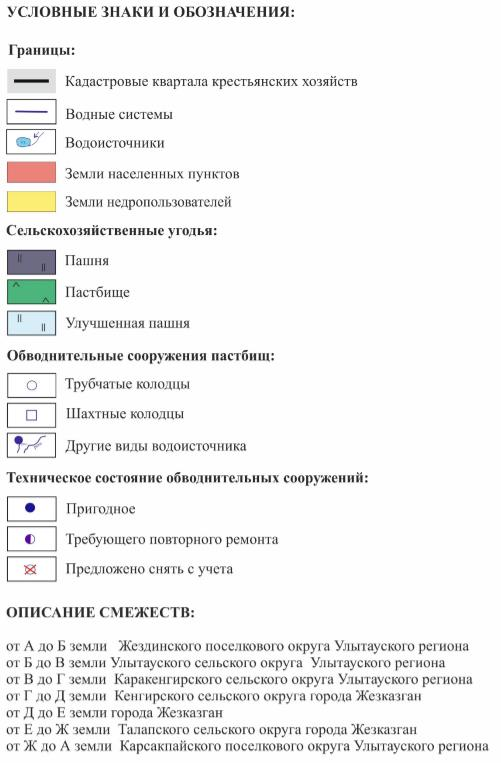 УСЛОВНЫЕ ЗНАКИ И ОБОЗНАЧЕНИЯ:
Границы:
Кадастровые квартала крестьянских хозяйств
Водные системы
Водоисточники
Земли населенных пунктов
Земли недропользователей
Сельскохозяйственные угодья:
Пашня
Пастбище
Улучшенная пашня
Обводнительные сооружения пастбищ:
Трубчатые колодцы
Шахтные колодцы
Другие виды водоисточника
Техническое состояние обводнительных сооружений:
Пригодное
Требующего повторного ремонта
Предложено снять с учета
ОПИСАНИЕ СМЕЖЕСТВ:
от А до Б земли Жездинского поселкового округа Улытауского региона
от Б до В земли Улытауского сельского округа Улытауского региона
от В до Г земли Каракенгирского сельского округа Улытауского региона
от Г до Д земли Кенгирского сельского округа города Жезказган
от Д до Е земли города Жезказган
от Е до Ж земли Талапского сельского округа города Жезказган
от Ж до А земли Карсакпайского поселкового округа Улытауского региона